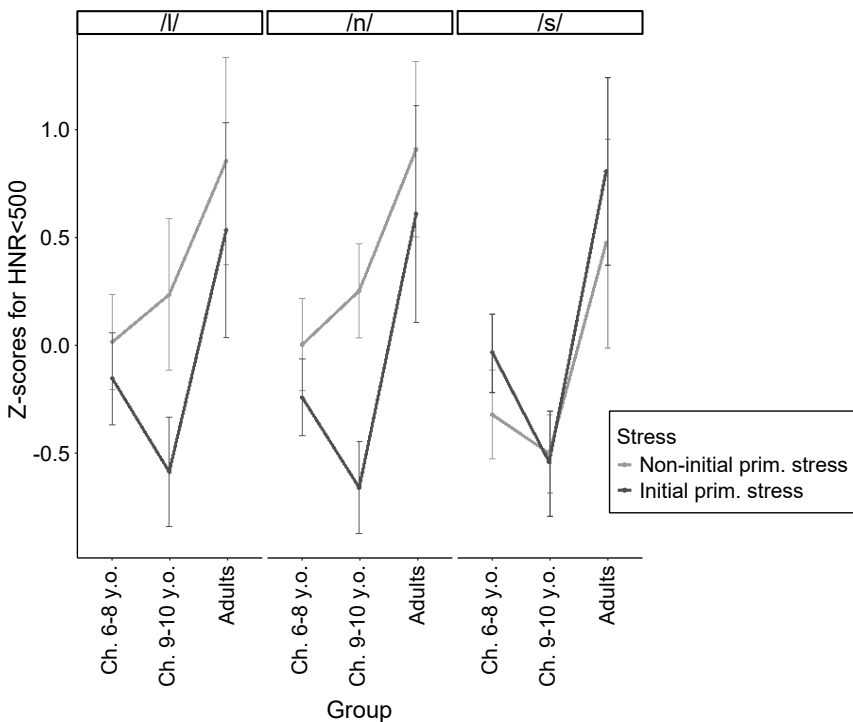 /l/ /n/ /s/
Z-scores for HNR<500
1.0
0.5
0.0
-0.5
Ch. 6-8 y.o.
Ch. 9-10 y.o.
Adults
Ch. 6-8 y.o.
Ch. 9-10 y.o.
Adults
Ch. 6-8 y.o.
Ch. 9-10 y.o.
Adults
Group
Stress
Non-initial prim. stress
Initial prim. stress